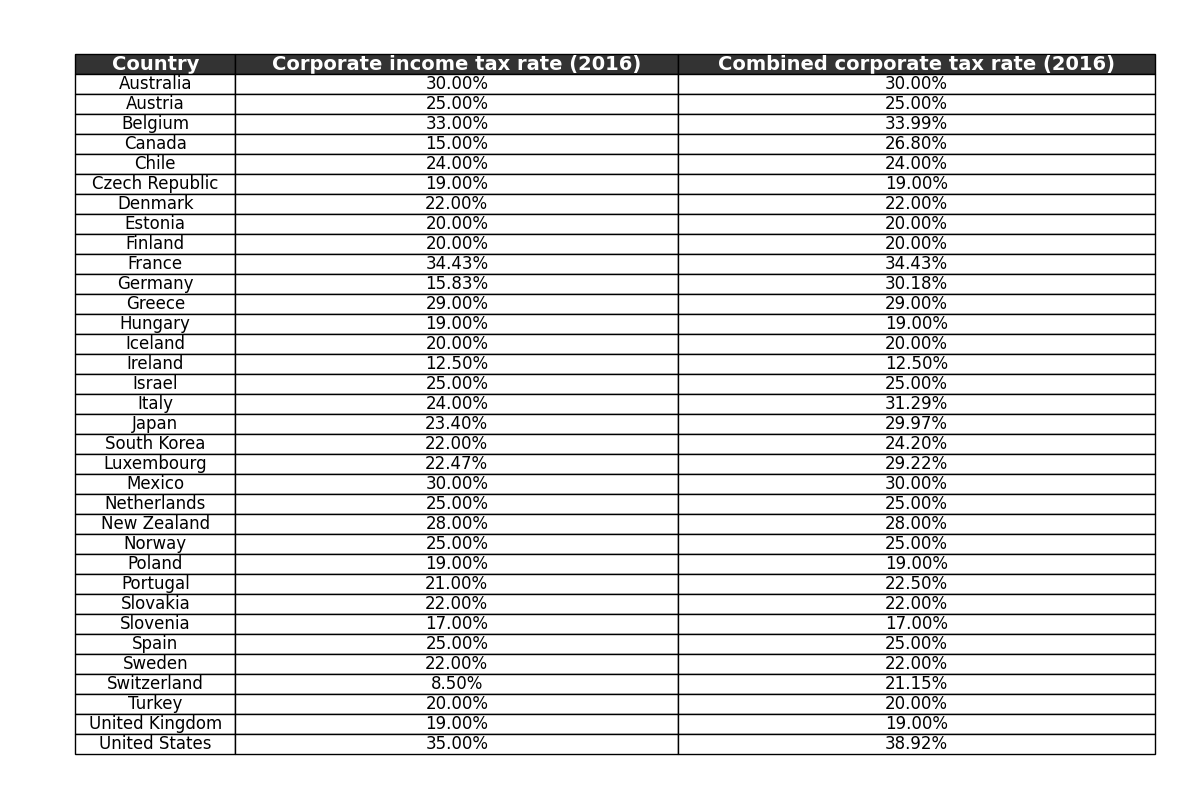 Country Corporate income tax rate (2016) Combined corporate tax rate (2016)
Australia 30.00% 30.00%
Austria 25.00% 25.00%
Belgium 33.00% 33.99%
Canada 15.00% 26.80%
Chile 24.00% 24.00%
Czech Republic 19.00% 19.00%
Denmark 22.00% 22.00%
Estonia 20.00% 20.00%
Finland 20.00% 20.00%
France 34.43% 34.43%
Germany 15.83% 30.18%
Greece 29.00% 29.00%
Hungary 19.00% 19.00%
Iceland 20.00% 20.00%
Ireland 12.50% 12.50%
Israel 25.00% 25.00%
Italy 24.00% 31.29%
Japan 23.40% 29.97%
South Korea 22.00% 24.20%
Luxembourg 22.47% 29.22%
Mexico 30.00% 30.00%
Netherlands 25.00% 25.00%
New Zealand 28.00% 28.00%
Norway 25.00% 25.00%
Poland 19.00% 19.00%
Portugal 21.00% 22.50%
Slovakia 22.00% 22.00%
Slovenia 17.00% 17.00%
Spain 25.00% 25.00%
Sweden 22.00% 22.00%
Switzerland 8.50% 21.15%
Turkey 20.00% 20.00%
United Kingdom 19.00% 19.00%
United States 35.00% 38.92%